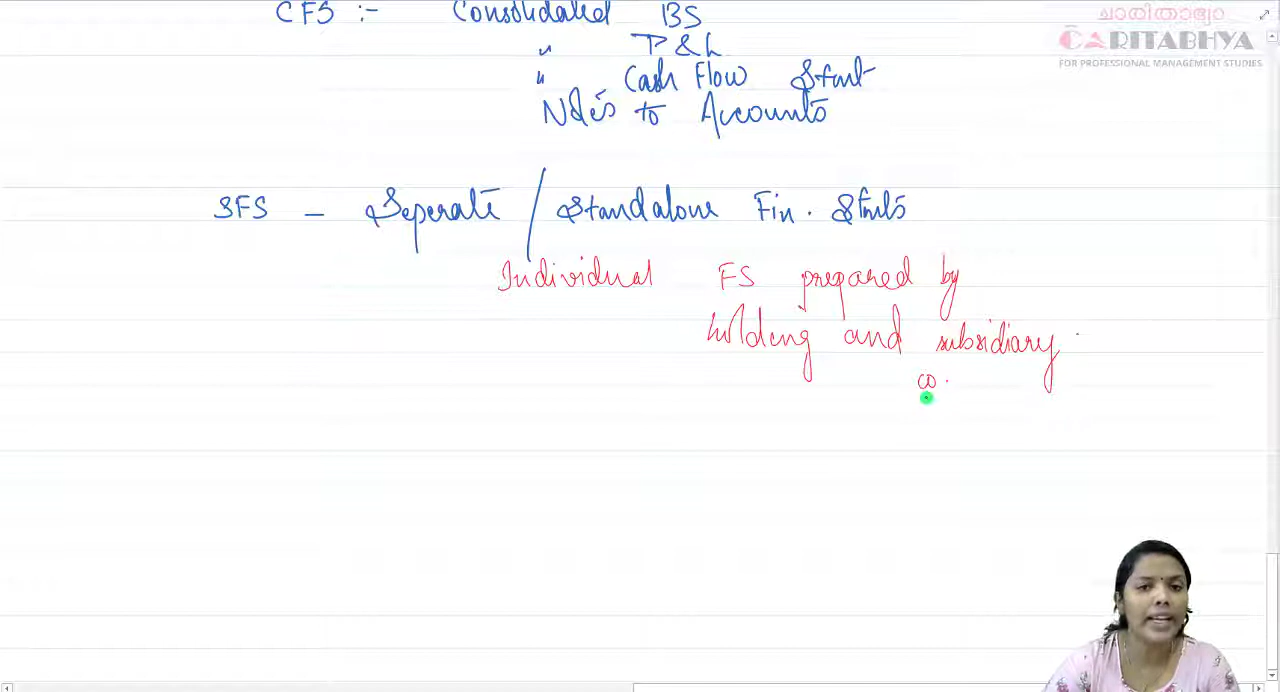 CFS :- Consolidated BS
ചാരിതാഭ്യാ
CARITABHYA
FOR PROFESSIONAL MANAGEMENT STUDIES
" P & L
" Cash Flow Stmt
Notes to Accounts
SFS - Seperate / Standalone Fin. Stmts
Individual FS prepared by
holding and subsidiary
co.